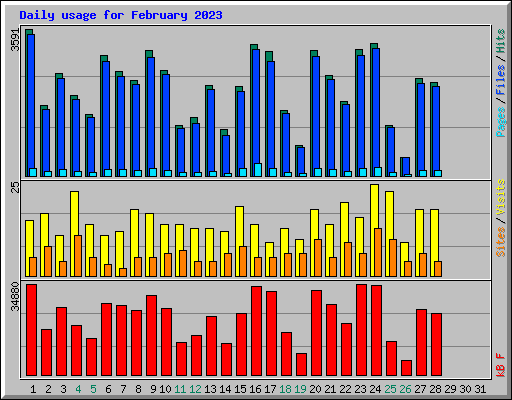 Daily usage for February 2023
3591
Pages / Files / Hits
25
Sites / Visits
34880
kB F
1 2 3 4 5 6 7 8 9 10 11 12 13 14 15 16 17 18 19 20 21 22 23 24 25 26 27 28 29 30 31